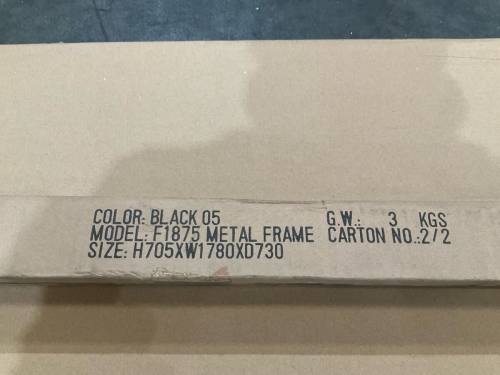 COLOR: BLACK 05 G.W.: 3 KGS
MODEL: F1875 METAL FRAME CARTON NO.:2/2
SIZE: H705XW1780XD730